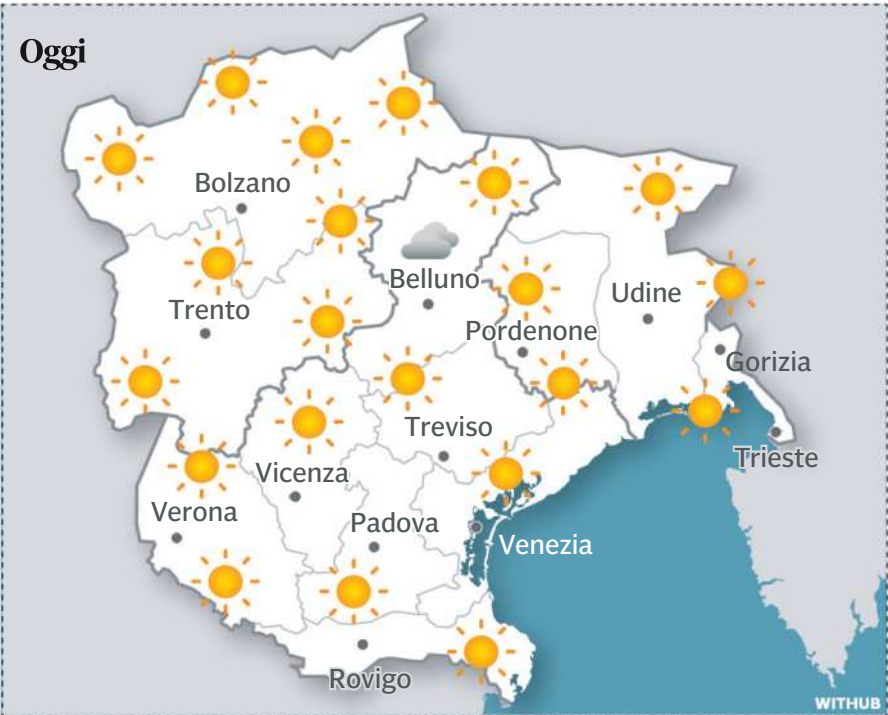 Oggi
Bolzano
Belluno
Udine
Trento
Pordenone
Gorizia
Treviso
Trieste
Vicenza
Verona
Padova
Venezia
Rovigo
WITHUB